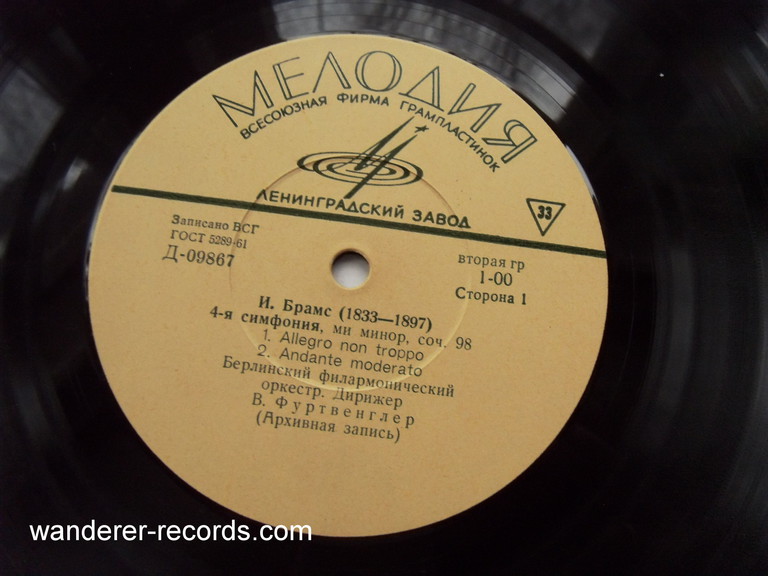 МЕЛОДИЯ
ВСЕСОЮЗНАЯ ФИРМА ГРАМПЛАСТИНОК
ЛЕНИНГРАДСКИЙ ЗАВОД
33
Записано ВСГ
ГОСТ 5289-61
Д-09867
вторая гр
1-00
Сторона 1
И. Брамс (1833—1897)
4-я симфония, ми минор, соч. 98
1. Allegro non troppo
2. Andante moderato
Берлинский филармонический
оркестр. Дирижер
В. Фуртвенглер
(Архивная запись)
wanderer-records.com